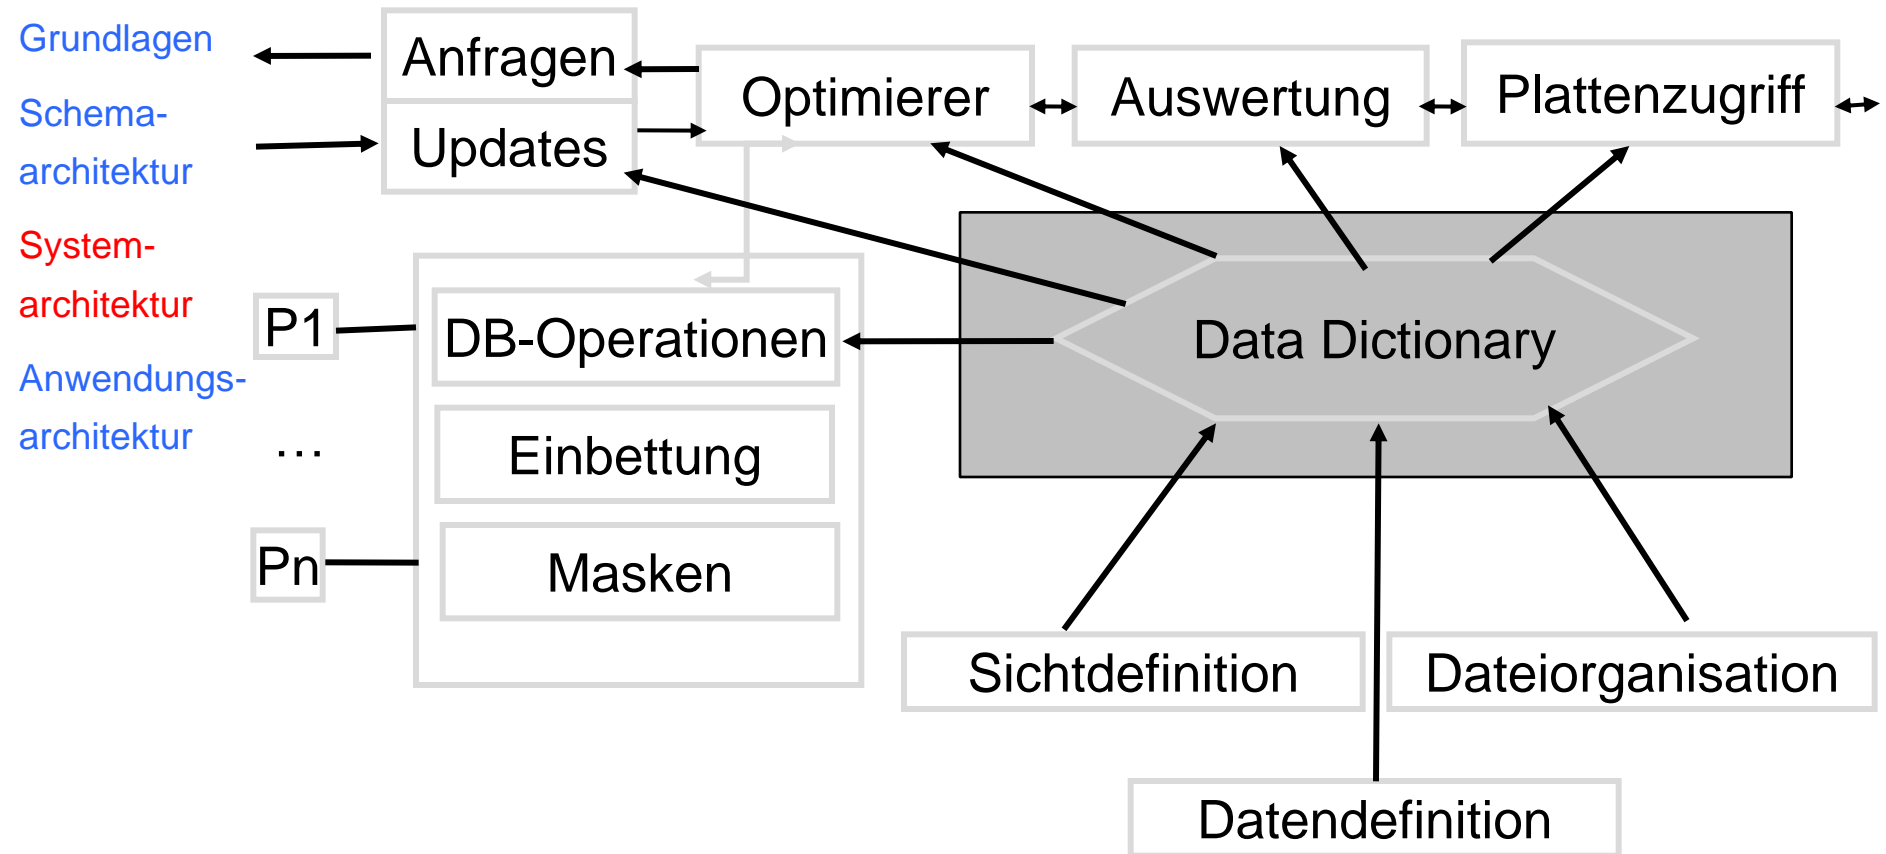 Grundlagen
Schema-
architektur
System-
architektur
Anwendungs-
architektur
Anfragen
Updates
Optimierer
Auswertung
Plattenzugriff
P1
…
Pn
DB-Operationen
Einbettung
Masken
Data Dictionary
Sichtdefinition
Dateiorganisation
Datendefinition